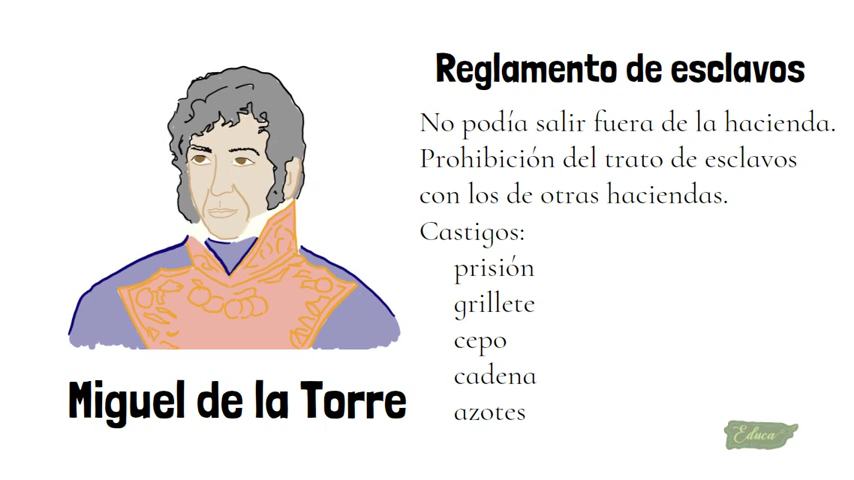 Reglamento de esclavos
No podía salir fuera de la hacienda.
Prohibición del trato de esclavos
con los de otras haciendas.
Castigos:
prisión
grillete
cepo
cadena
azotes
Miguel de la Torre
Educa